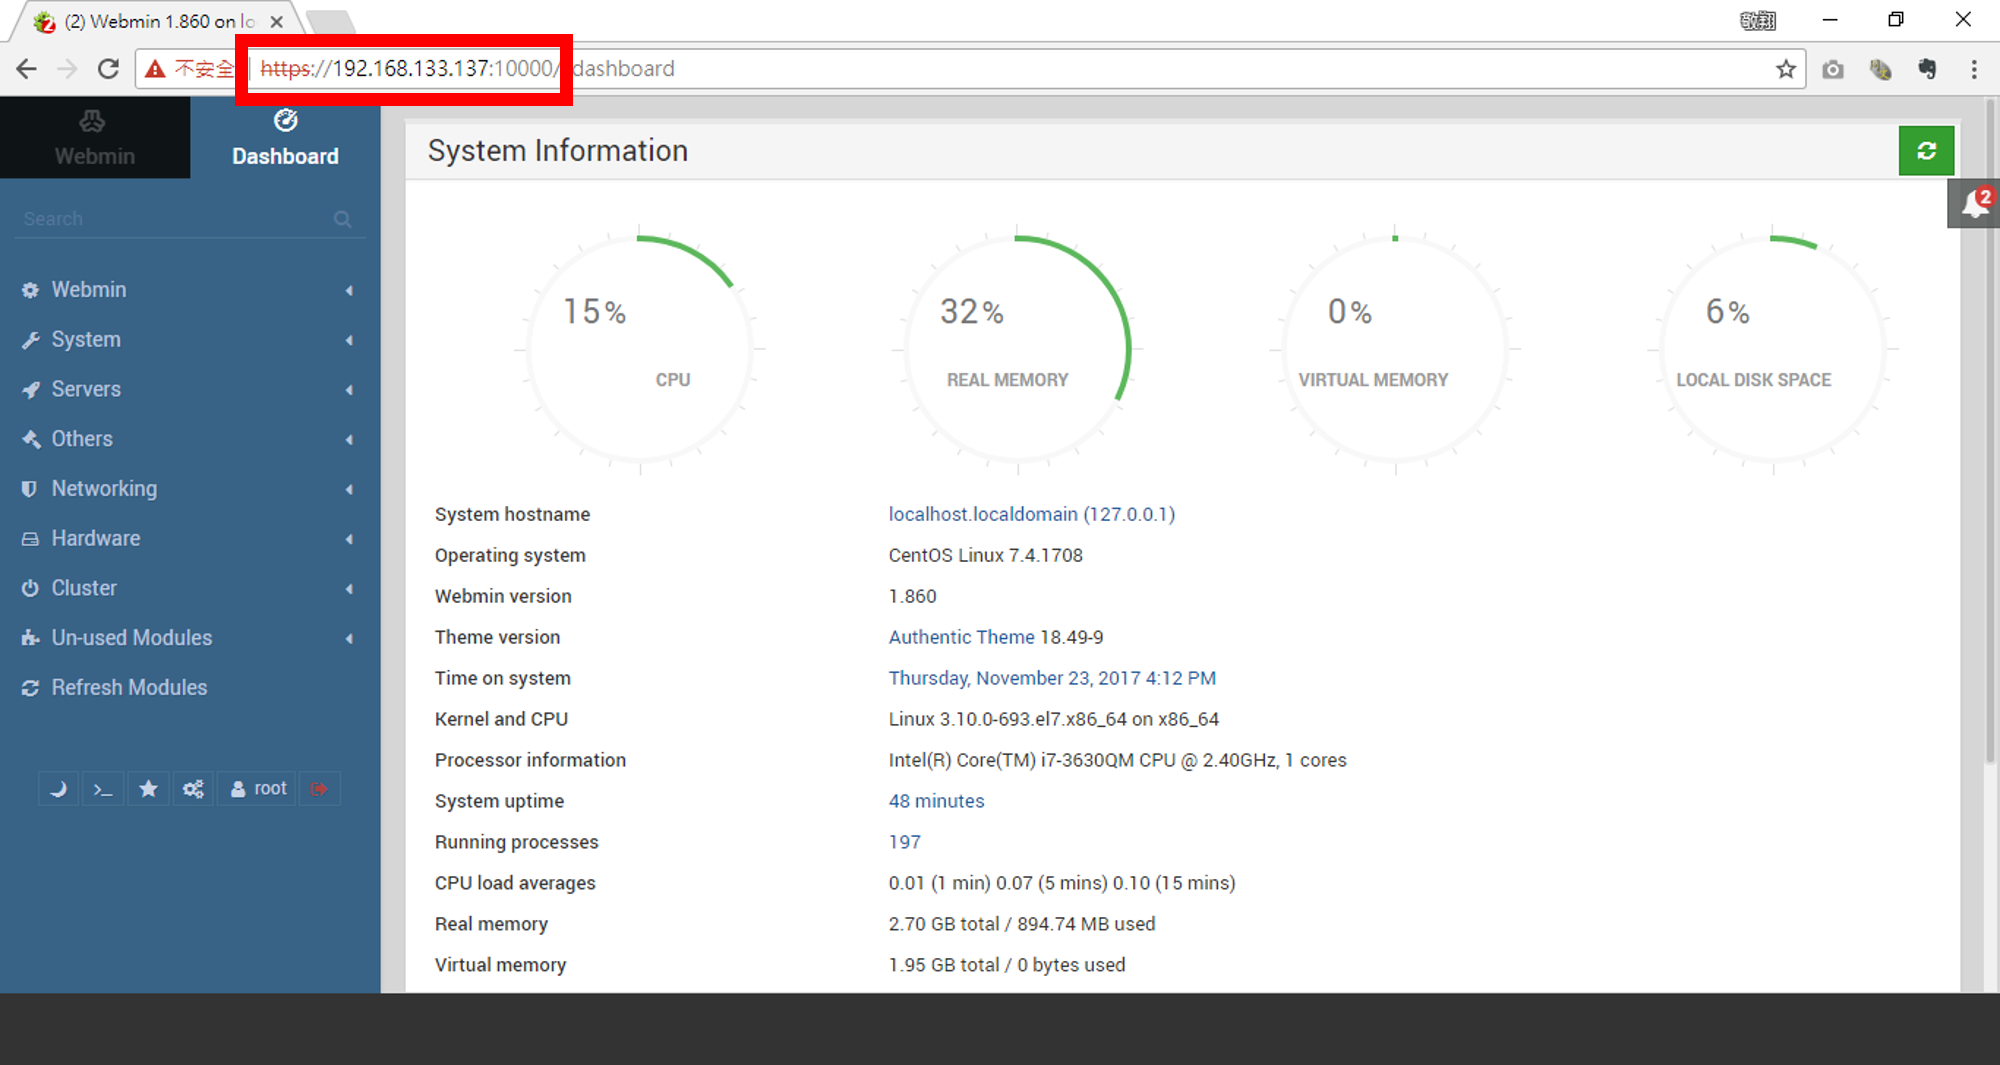 (2) Webmin 1.860 on lo
敬翔
不安全 https://192.168.133.137:10000/ dashboard
Webmin
Dashboard
Search
Webmin
System
Servers
Others
Networking
Hardware
Cluster
Un-used Modules
Refresh Modules
>_
root
System Information
2
15%
CPU
32%
REAL MEMORY
0%
VIRTUAL MEMORY
6%
LOCAL DISK SPACE
System hostname localhost.localdomain (127.0.0.1)
Operating system CentOS Linux 7.4.1708
Webmin version 1.860
Theme version Authentic Theme 18.49-9
Time on system Thursday, November 23, 2017 4:12 PM
Kernel and CPU Linux 3.10.0-693.el7.x86_64 on x86_64
Processor information Intel(R) Core(TM) i7-3630QM CPU @ 2.40GHz, 1 cores
System uptime 48 minutes
Running processes 197
CPU load averages 0.01 (1 min) 0.07 (5 mins) 0.10 (15 mins)
Real memory 2.70 GB total / 894.74 MB used
Virtual memory 1.95 GB total / 0 bytes used